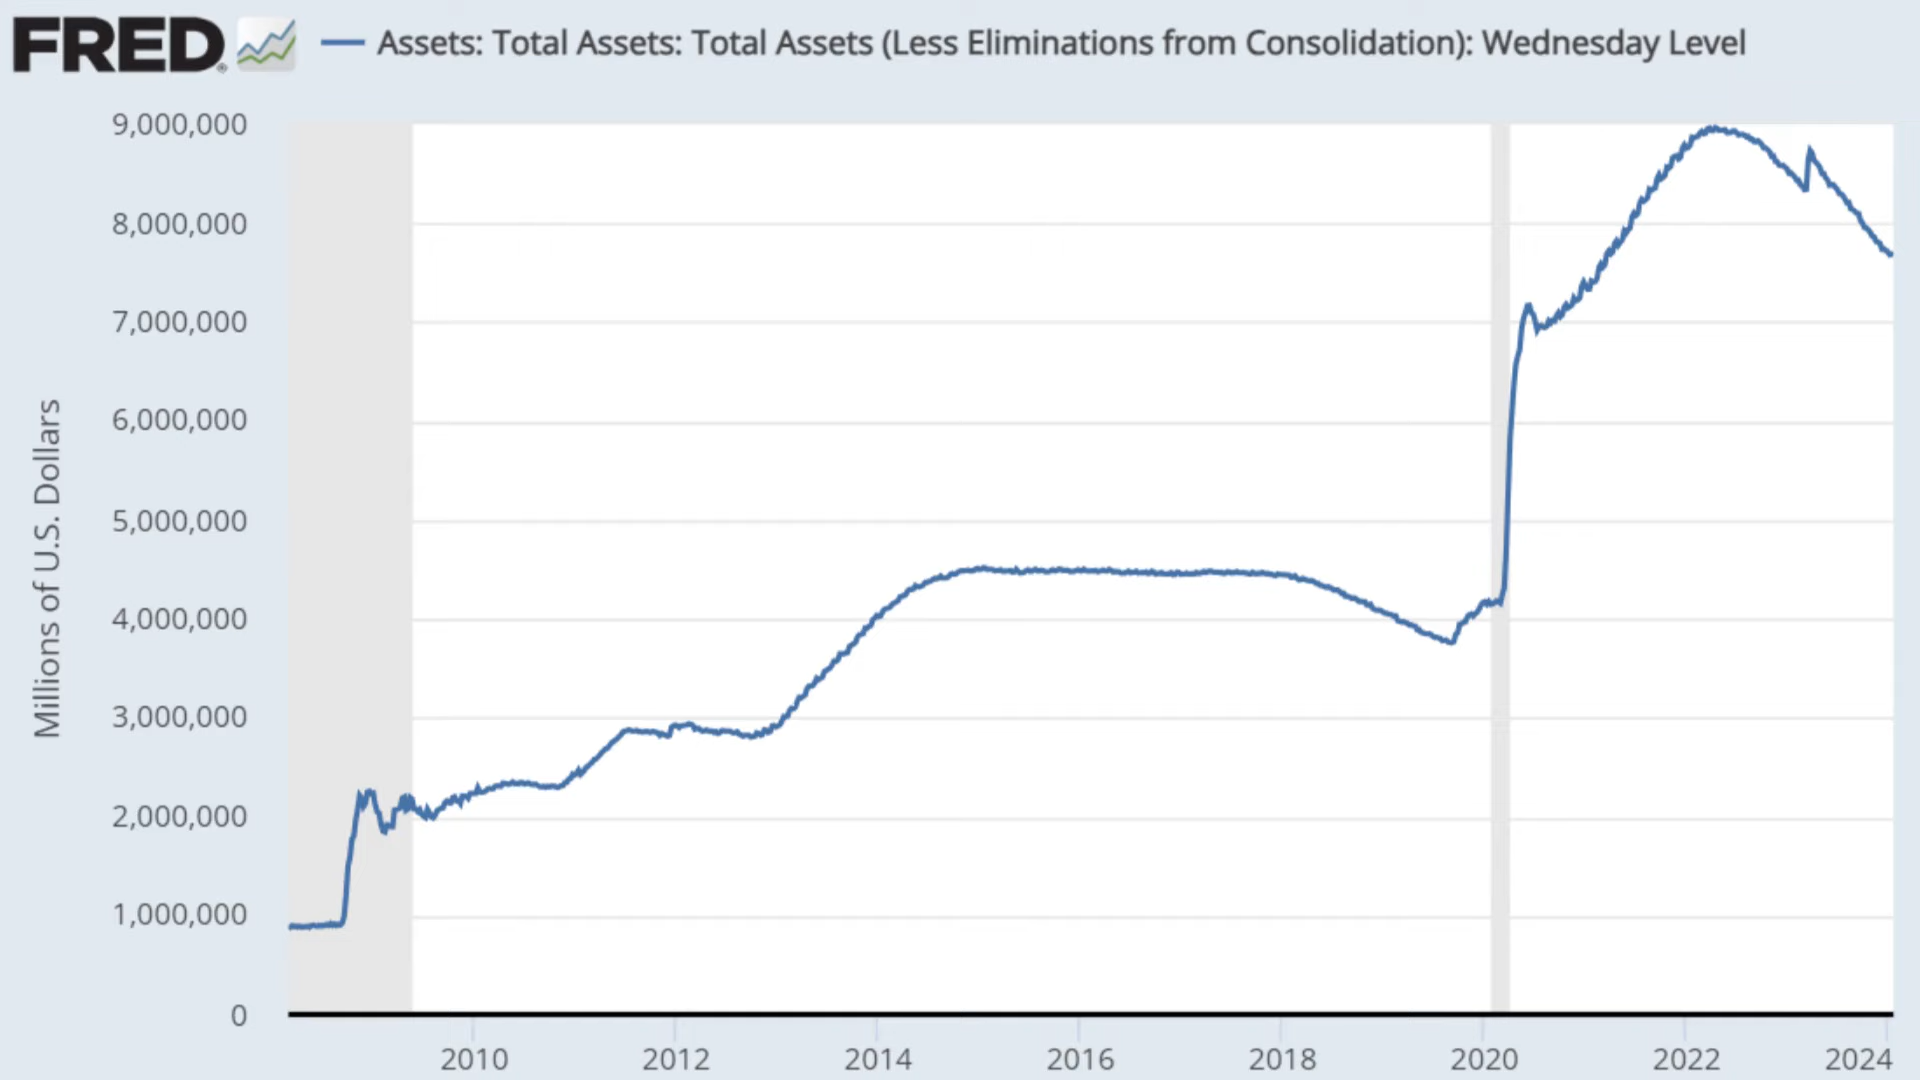 FRED
Assets: Total Assets: Total Assets (Less Eliminations from Consolidation): Wednesday Level
Millions of U.S. Dollars
9,000,000
8,000,000
7,000,000
6,000,000
5,000,000
4,000,000
3,000,000
2,000,000
1,000,000
0
2010 2012 2014 2016 2018 2020 2022 2024